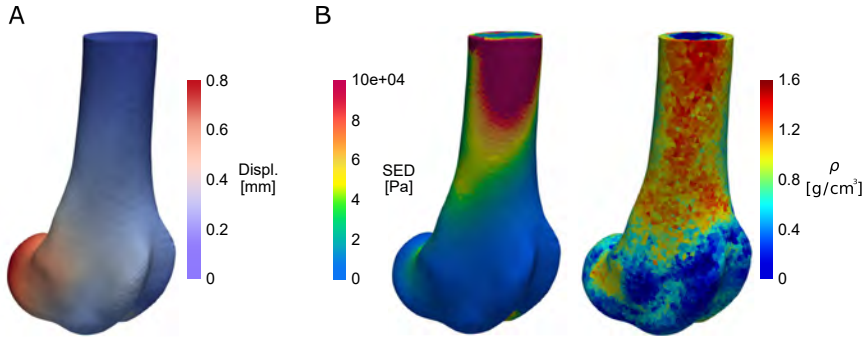 A
0.8
0.6
0.4
0.2
0
Displ.
[mm]
B
10e+04
8
6
4
2
0
SED
[Pa]
1.6
1.2
0.8
0.4
0
ρ
[g/cm³]